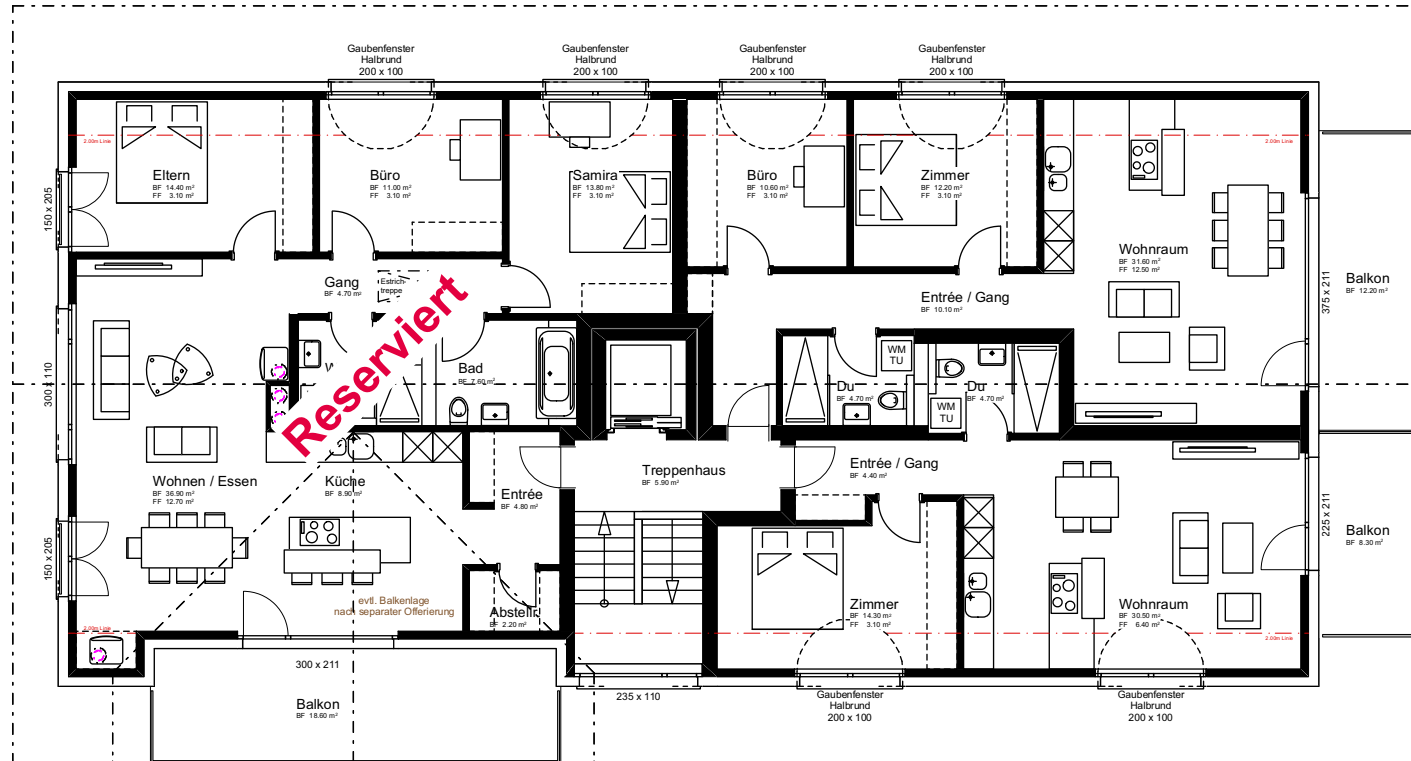 Gaubenfenster
Halbrund
200 x 100
Gaubenfenster
Halbrund
200 x 100
Gaubenfenster
Halbrund
200 x 100
Gaubenfenster
Halbrund
200 x 100
2.00m Linie
2.00m Linie
Eltern
BF 14.40 m²
FF 3.10 m²
Büro
BF 11.00 m²
FF 3.10 m²
Samira
BF 13.80 m²
FF 3.10 m²
Büro
BF 10.60 m²
FF 3.10 m²
Zimmer
BF 12.20 m²
FF 3.10 m²
150 x 205
Wohnraum
BF 31.60 m²
FF 12.50 m²
375 x 211
Balkon
BF 12.20 m²
Gang
BF 4.70 m²
Estrich-
treppe
Entrée / Gang
BF 10.10 m²
Reserviert
300 x 110
Bad
BF 7.60 m²
WM
TU
Du
BF 4.70 m²
Du
BF 4.70 m²
WM
TU
Wohnen / Essen
BF 36.90 m²
FF 12.70 m²
Küche
BF 8.90 m²
Entrée
BF 4.80 m²
Treppenhaus
BF 5.90 m²
Entrée / Gang
BF 4.40 m²
225 x 211
Balkon
BF 8.30 m²
150 x 205
evtl. Balkenlage
nach separater Offerierung
Abstellr.
BF 2.20 m²
Zimmer
BF 14.30 m²
FF 3.10 m²
Wohnraum
BF 30.50 m²
FF 6.40 m²
2.00m Linie
2.00m Linie
300 x 211
Balkon
BF 18.60 m²
235 x 110
Gaubenfenster
Halbrund
200 x 100
Gaubenfenster
Halbrund
200 x 100